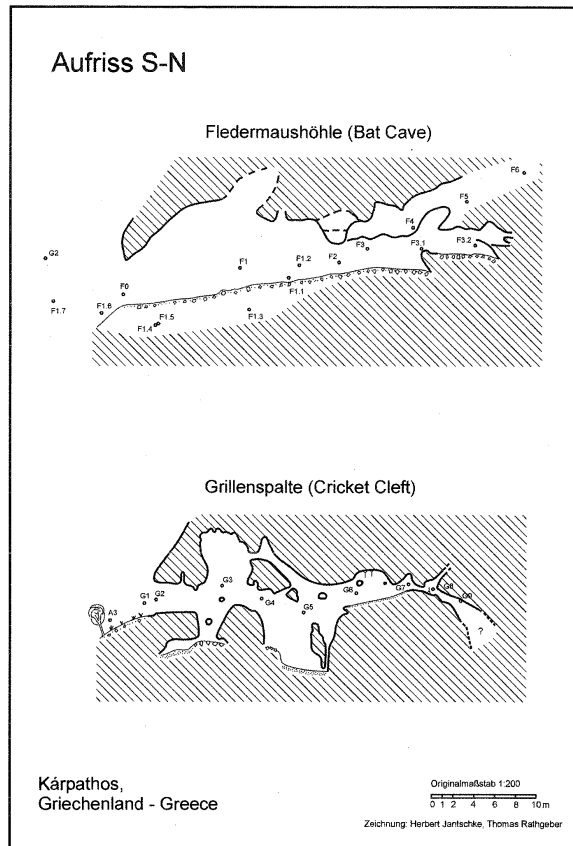 Aufriss S-N
Fledermaushöhle (Bat Cave)
F6
F5
F4
G2
F3
F3.1
F3.2
F1
F1.2
F2
F1.1
F0
F1.7
F1.6
F1.3
F1.5
F1.4
Grillenspalte (Cricket Cleft)
G3
G6
G7
G8
G1
G2
G4
G9
A3
G5
?
Kárpathos,
Griechenland - Greece
Originalmaßstab 1:200
0 1 2 4 6 8 10m
Zeichnung: Herbert Jantschke, Thomas Rathgeber